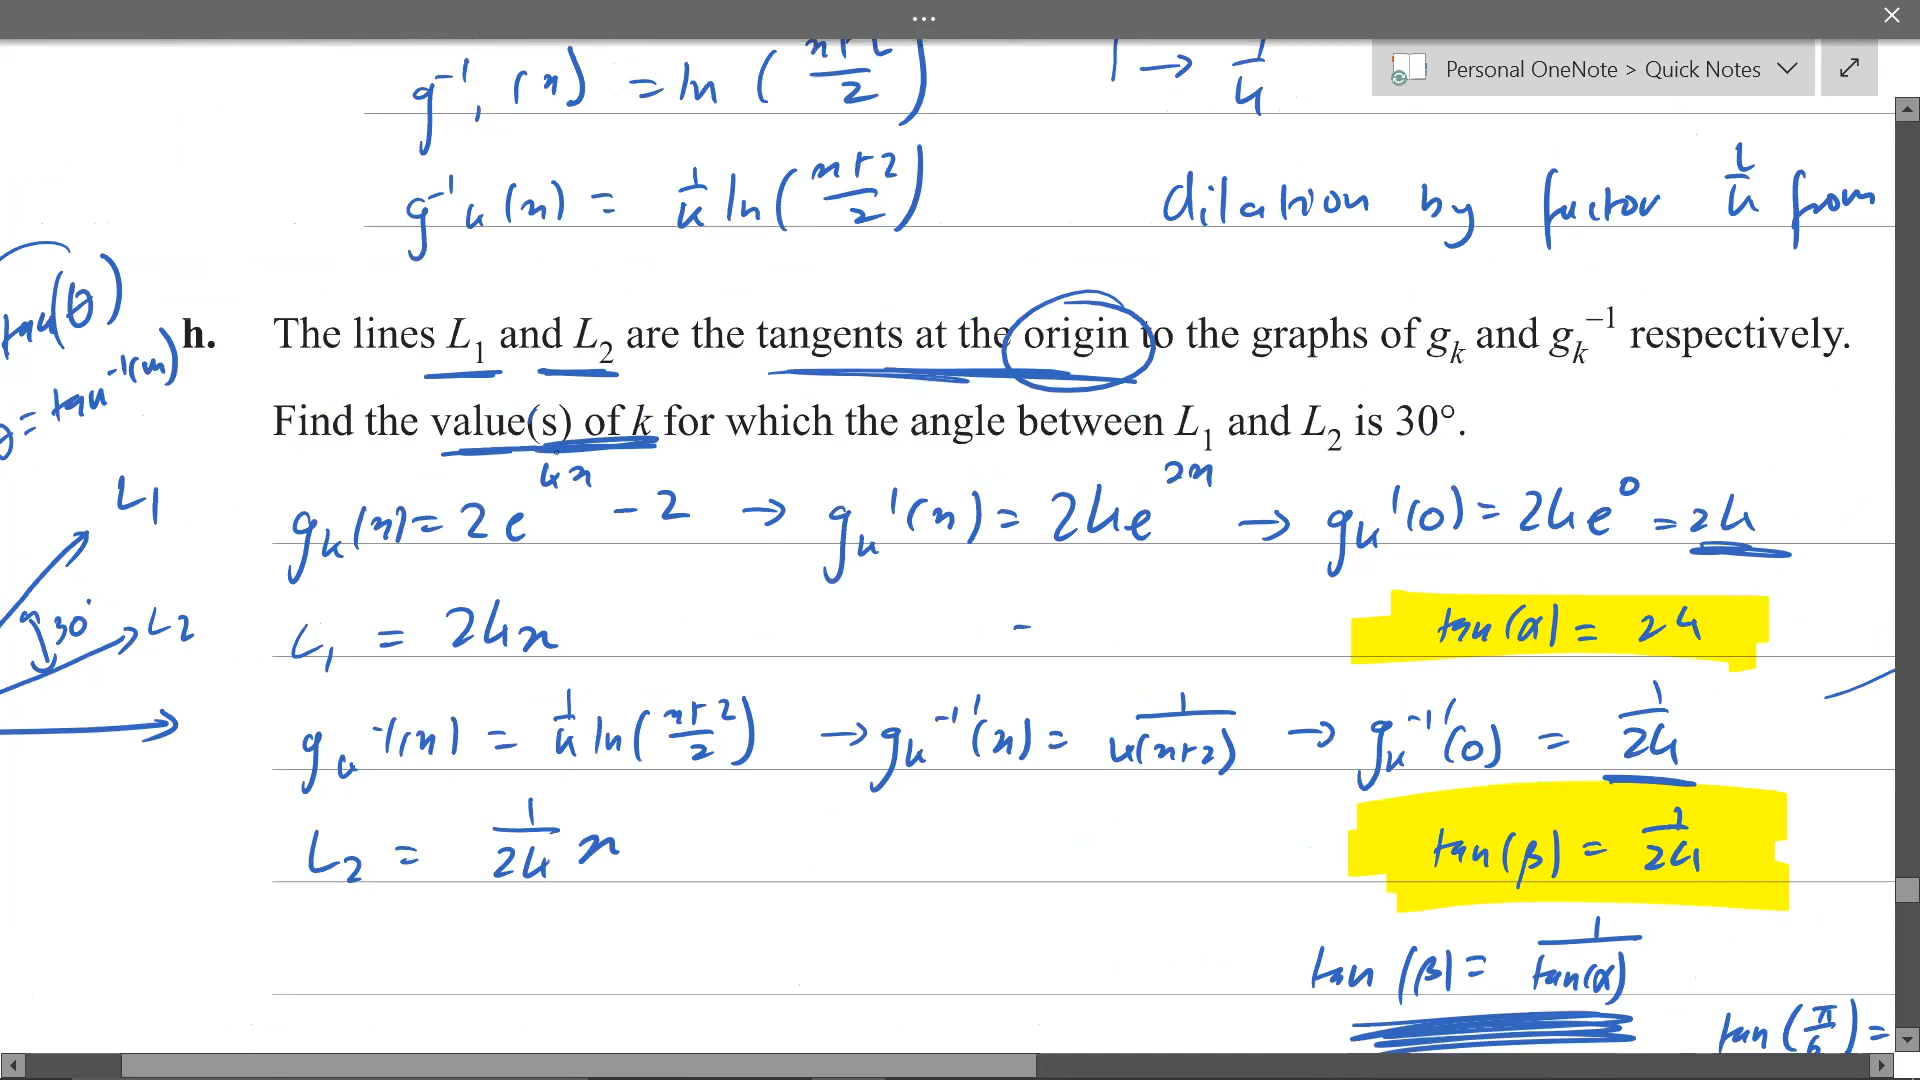 ...
Personal OneNote > Quick Notes
g⁻¹₁(x) = ln((x+2)/2)    1 → 1/k
g⁻¹k(x) = 1/k ln((x+2)/2)    dilation by factor 1/k from
tan(θ)
θ = tan⁻¹(m)
h. The lines L₁ and L₂ are the tangents at the origin to the graphs of gₖ and gₖ⁻¹ respectively.
Find the value(s) of k for which the angle between L₁ and L₂ is 30°.
gk(x) = 2e^(kx) − 2 → gk'(x) = 2ke^(2x) → gk'(0) = 2ke⁰ = 2k
L1
L₁ = 2kx    -    tan(α) = 2k
30° L2
gk⁻¹(x) = 1/k ln((x+2)/2) → gk⁻¹'(x) = 1/(k(x+2)) → gk⁻¹'(0) = 1/2k
L₂ = 1/2k x    tan(β) = 1/2k
tan(β) = 1/tan(α)
tan(π/6) =